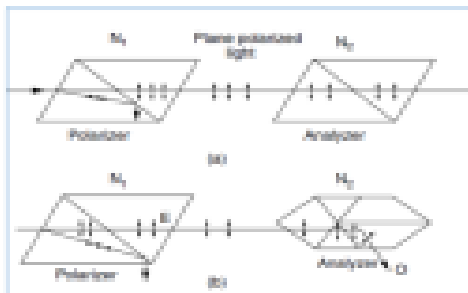 N₁
Plane polarized
light
N₂
Polarizer
Analyzer
(a)
N₁
E
N₂
Polarizer
Analyzer
O
(b)